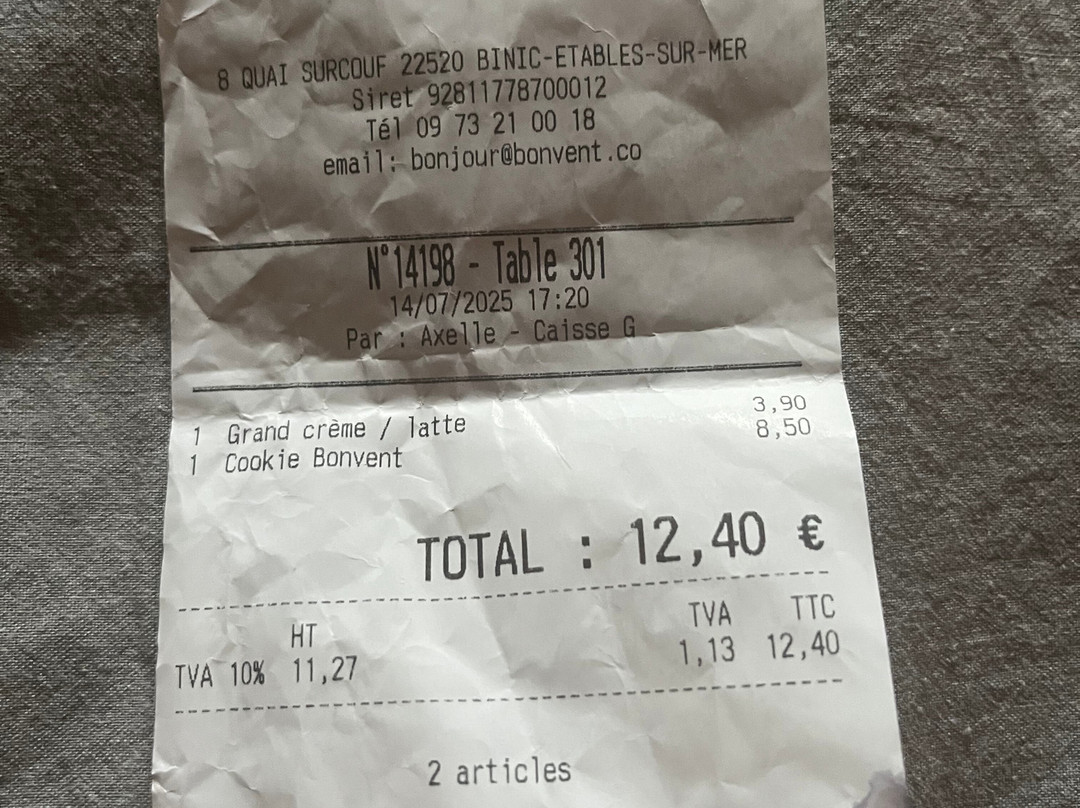 8 QUAI SURCOUF 22520 BINIC-ETABLES-SUR-MER
Siret 92811778700012
Tél 09 73 21 00 18
email: bonjour@bonvent.co
N°14198 - Table 301
14/07/2025 17:20
Par : Axelle - Caisse G
1 Grand crème / latte 3,90
1 Cookie Bonvent 8,50
TOTAL : 12,40 €
HT TVA TTC
TVA 10% 11,27 1,13 12,40
2 articles